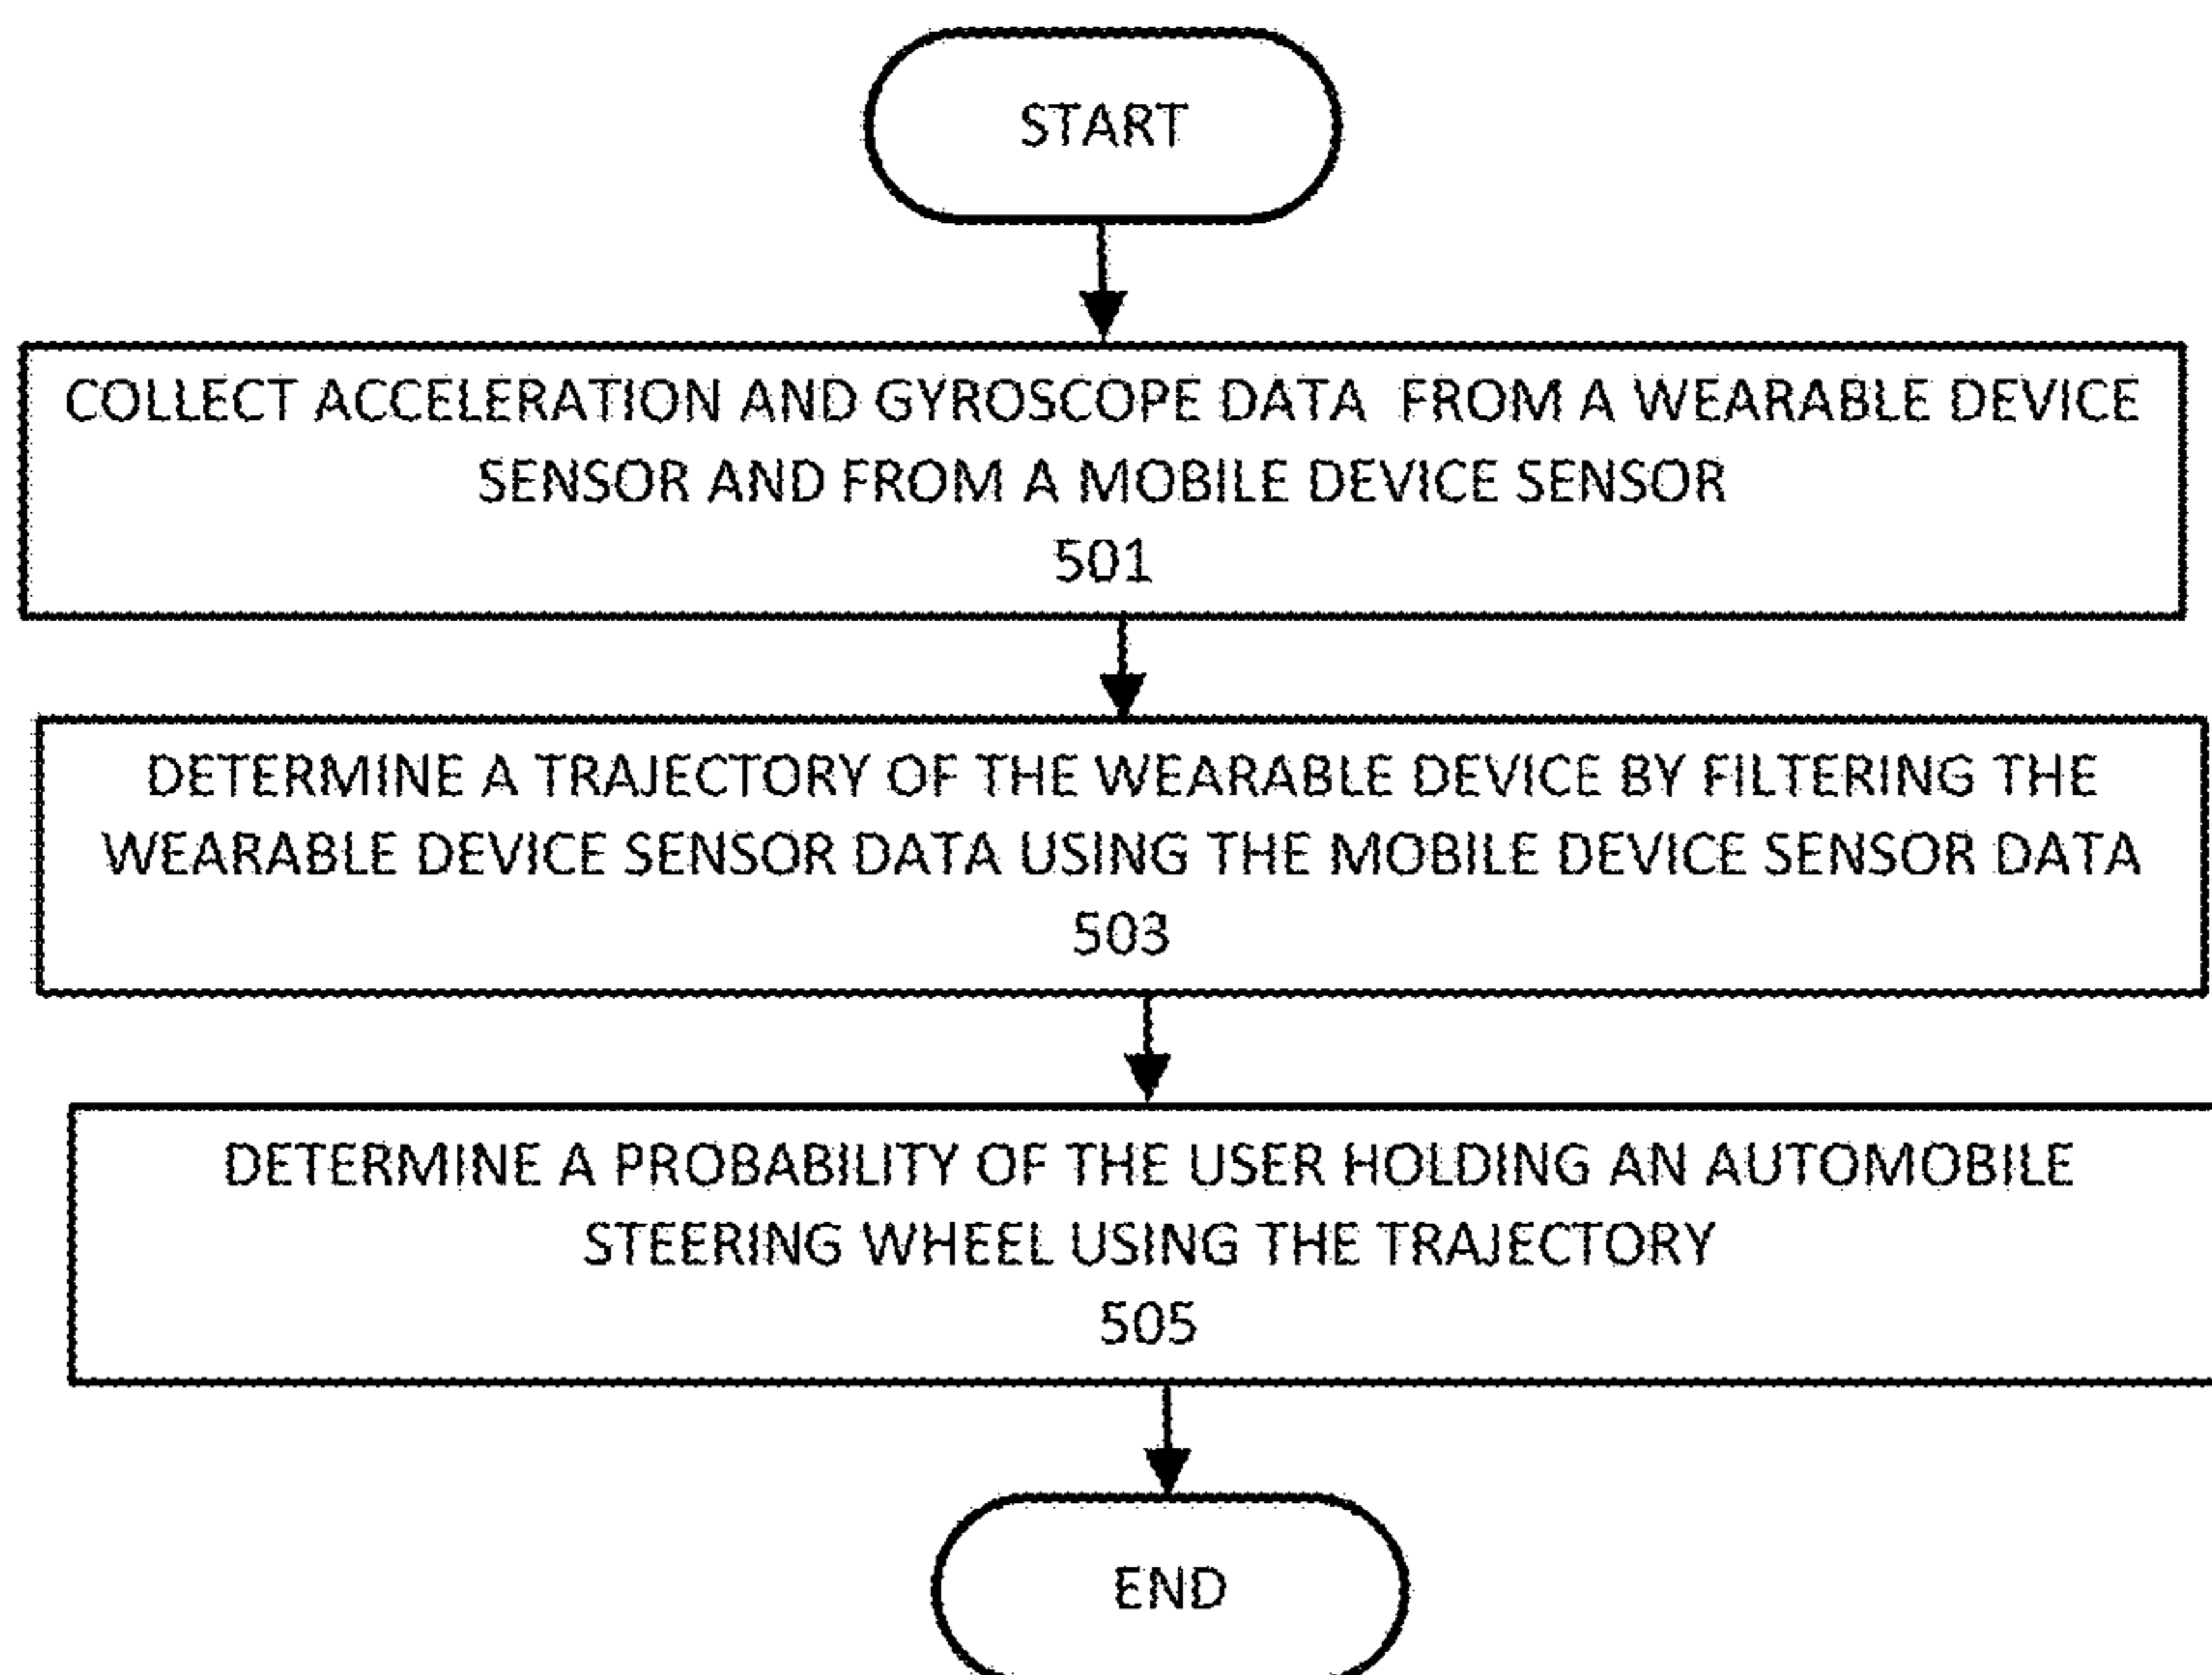 START
COLLECT ACCELERATION AND GYROSCOPE DATA FROM A WEARABLE DEVICE
SENSOR AND FROM A MOBILE DEVICE SENSOR
501
DETERMINE A TRAJECTORY OF THE WEARABLE DEVICE BY FILTERING THE
WEARABLE DEVICE SENSOR DATA USING THE MOBILE DEVICE SENSOR DATA
503
DETERMINE A PROBABILITY OF THE USER HOLDING AN AUTOMOBILE
STEERING WHEEL USING THE TRAJECTORY
505
END